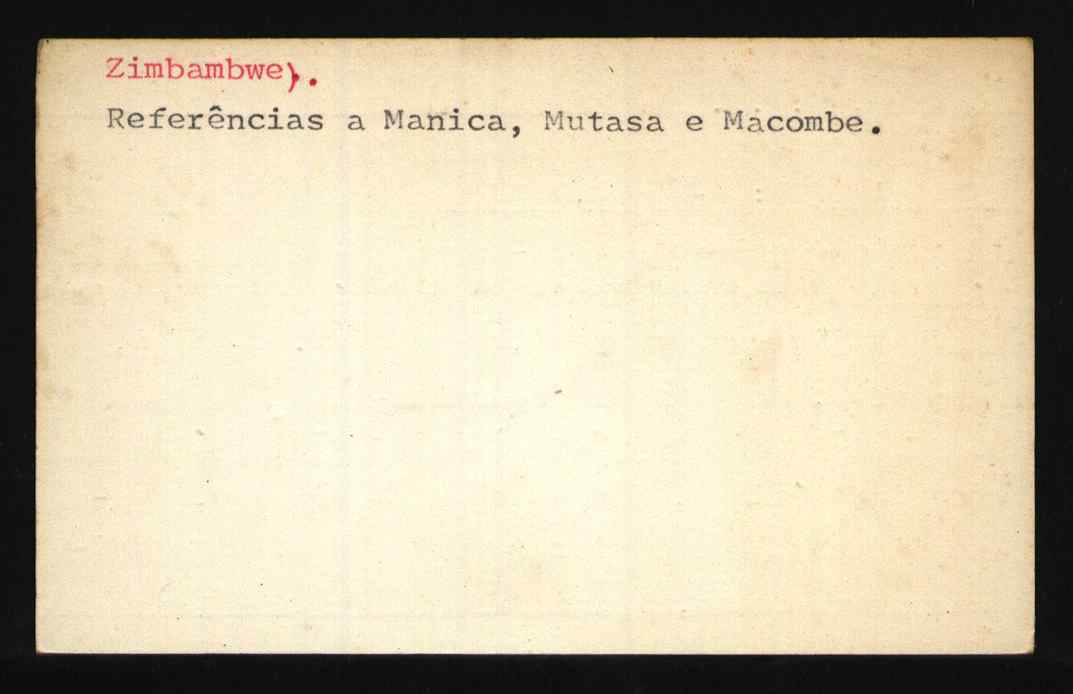 Zimbambwe).
Referências a Manica, Mutasa e Macombe.